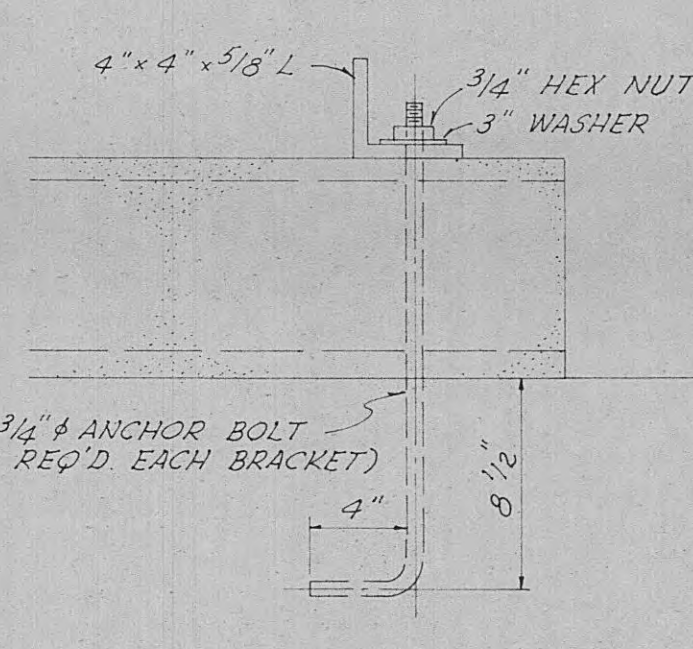 4" x 4" x 5/8" L
3/4" HEX NUT
3" WASHER
3/4" ϕ ANCHOR BOLT
REQ'D. EACH BRACKET)
4"
8 1/2"